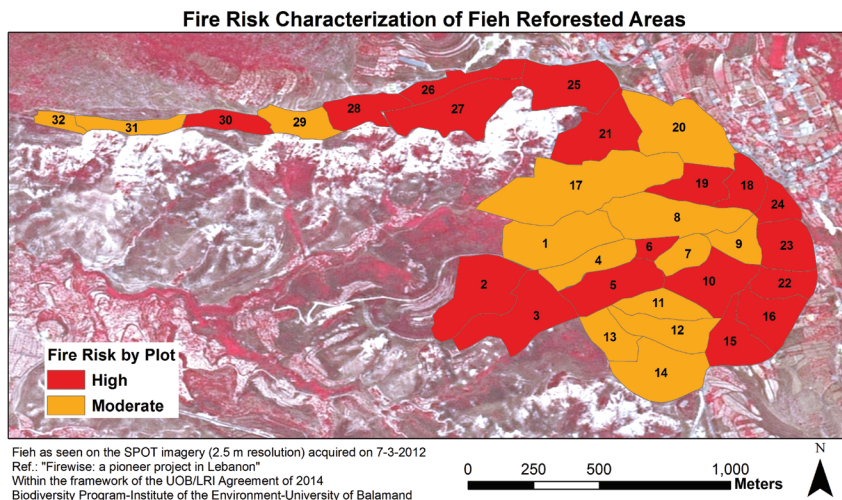 Fire Risk Characterization of Fieh Reforested Areas
26
25
28
27
32
31
30
29
21
20
17
19
18
24
8
1
6
9
23
4
7
2
5
10
22
3
11
16
12
13
15
14
Fire Risk by Plot
High
Moderate
Fieh as seen on the SPOT imagery (2.5 m resolution) acquired on 7-3-2012
Ref.: "Firewise: a pioneer project in Lebanon"
Within the framework of the UOB/LRI Agreement of 2014
Biodiversity Program-Institute of the Environment-University of Balamand
0 250 500 1,000
Meters
N